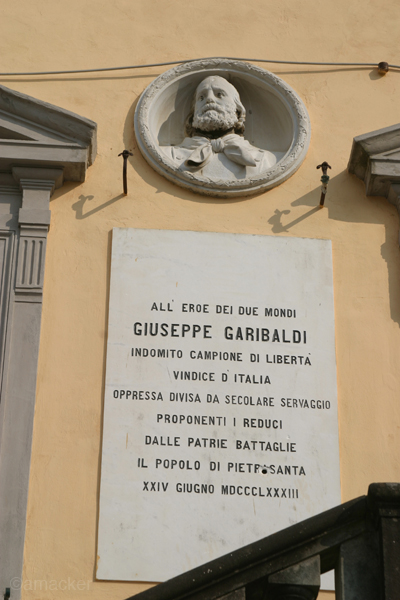 ALL' EROE DEI DUE MONDI
GIUSEPPE GARIBALDI
INDOMITO CAMPIONE DI LIBERTÀ
VINDICE D'ITALIA
OPPRESSA DIVISA DA SECOLARE SERVAGGIO
PROPONENTI I REDUCI
DALLE PATRIE BATTAGLIE
IL POPOLO DI PIETRASANTA
XXIV GIUGNO MDCCCLXXXIII
©amacker